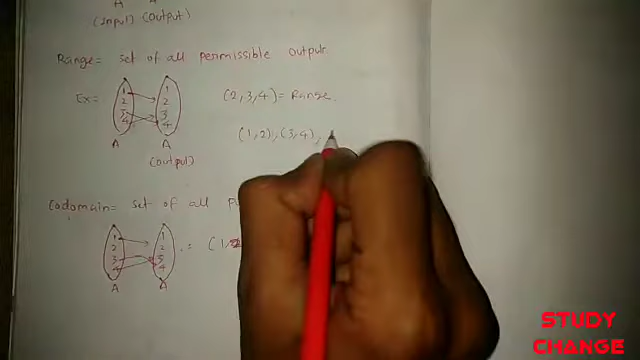 A
(Input) (Output)
Range = set of all permissible output.
Ex =
1 2 3 4
1 2 3 4
(2,3,4) = Range.
A A
(output)
(1,2), (3,4),
Codomain = set of all
1 2 3 4
1 2 3 4
= (1,
A A
STUDY
CHANGE